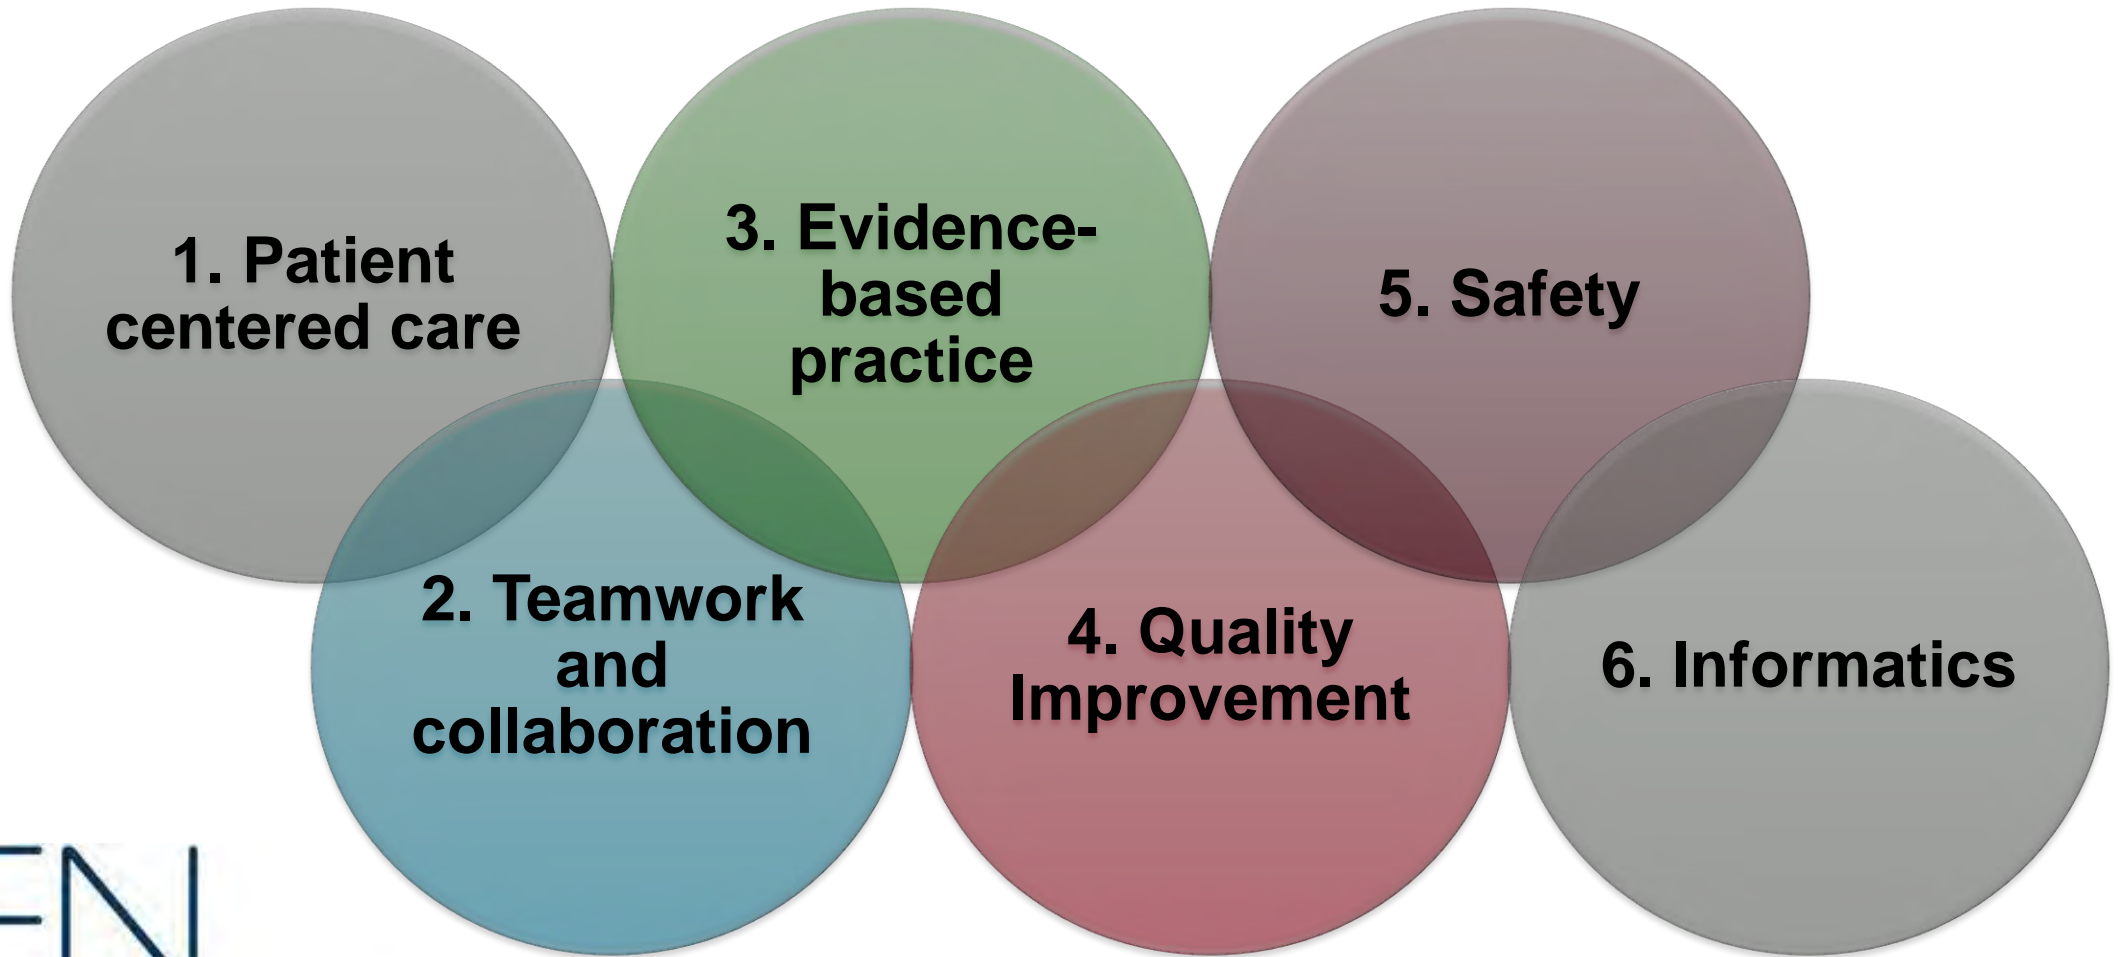 1. Patient
centered care
2. Teamwork
and
collaboration
3. Evidence-
based
practice
4. Quality
Improvement
5. Safety
6. Informatics